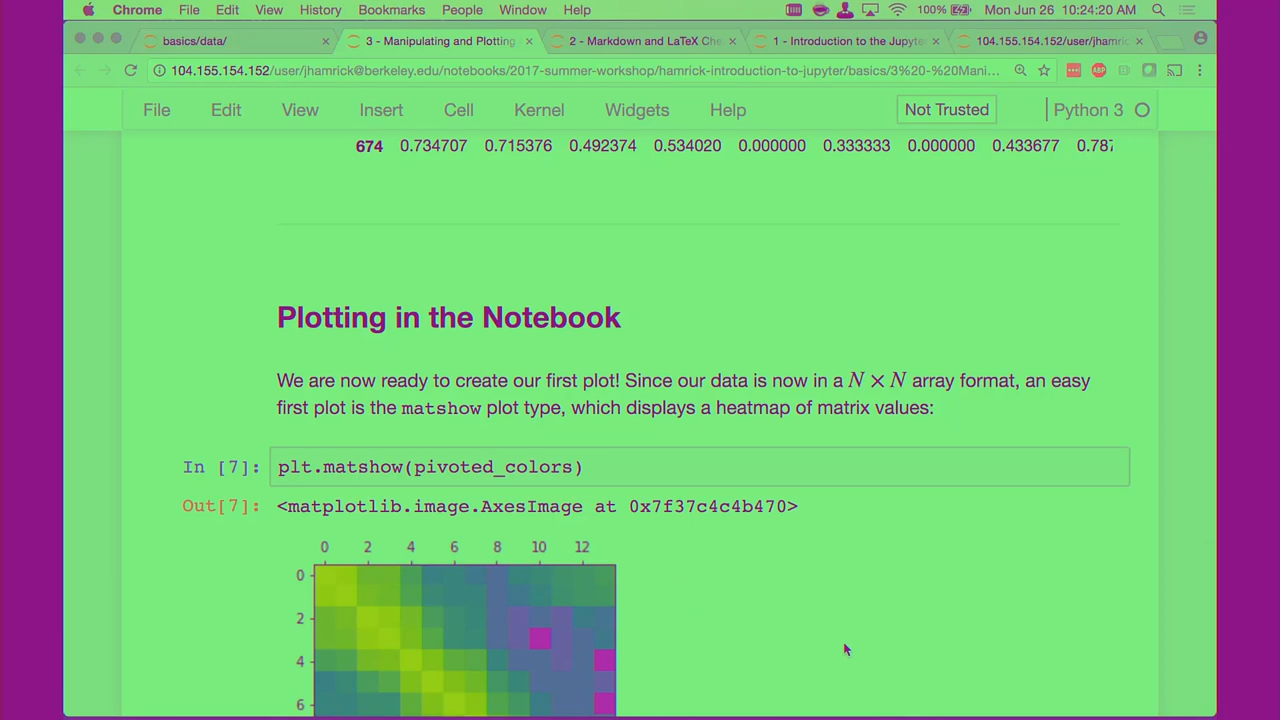 Chrome File Edit View History Bookmarks People Window Help 100% Mon Jun 26 10:24:20 AM
basics/data/ × 3 - Manipulating and Plotting × 2 - Markdown and LaTeX Che × 1 - Introduction to the Jupyte × 104.155.154.152/user/jhamric ×
104.155.154.152/user/jhamrick@berkeley.edu/notebooks/2017-summer-workshop/hamrick-introduction-to-jupyter/basics/3%20-%20Mani... ABP
File Edit View Insert Cell Kernel Widgets Help Not Trusted Python 3
674 0.734707 0.715376 0.492374 0.534020 0.000000 0.333333 0.000000 0.433677 0.787
Plotting in the Notebook
We are now ready to create our first plot! Since our data is now in a N × N array format, an easy
first plot is the matshow plot type, which displays a heatmap of matrix values:
In [7]: plt.matshow(pivoted_colors)
Out[7]: <matplotlib.image.AxesImage at 0x7f37c4c4b470>
0 2 4 6 8 10 12
0
2
4
6